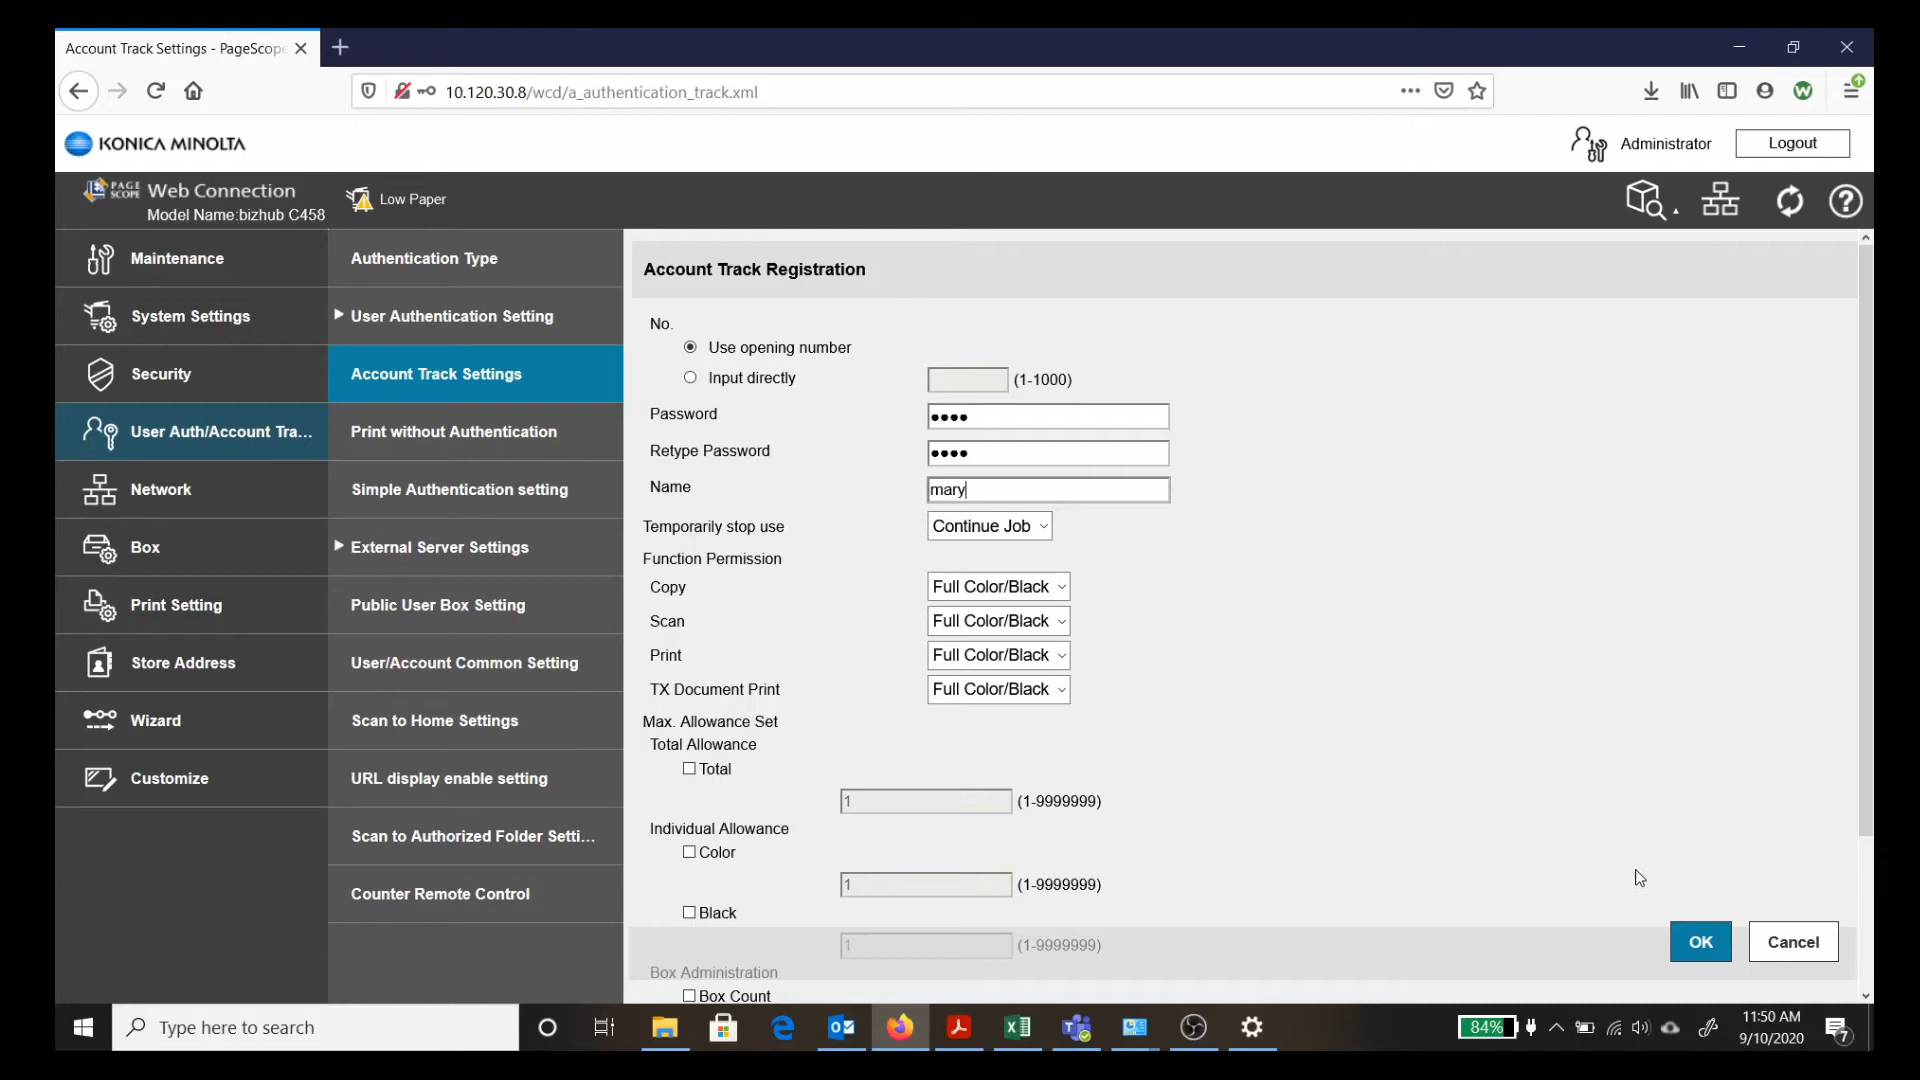 Account Track Settings - PageScope
10.120.30.8/wcd/a_authentication_track.xml
KONICA MINOLTA
Administrator
Logout
PAGE SCOPE Web Connection
Model Name:bizhub C458
Low Paper
Maintenance
System Settings
Security
User Auth/Account Tra...
Network
Box
Print Setting
Store Address
Wizard
Customize
Authentication Type
User Authentication Setting
Account Track Settings
Print without Authentication
Simple Authentication setting
External Server Settings
Public User Box Setting
User/Account Common Setting
Scan to Home Settings
URL display enable setting
Scan to Authorized Folder Setti...
Counter Remote Control
Account Track Registration
No.
Use opening number
Input directly (1-1000)
Password ●●●●
Retype Password ●●●●
Name mary
Temporarily stop use Continue Job
Function Permission
Copy Full Color/Black
Scan Full Color/Black
Print Full Color/Black
TX Document Print Full Color/Black
Max. Allowance Set
Total Allowance
Total
1 (1-9999999)
Individual Allowance
Color
1 (1-9999999)
Black
1 (1-9999999)
Box Administration
Box Count
OK
Cancel
Type here to search
84%
11:50 AM
9/10/2020
7